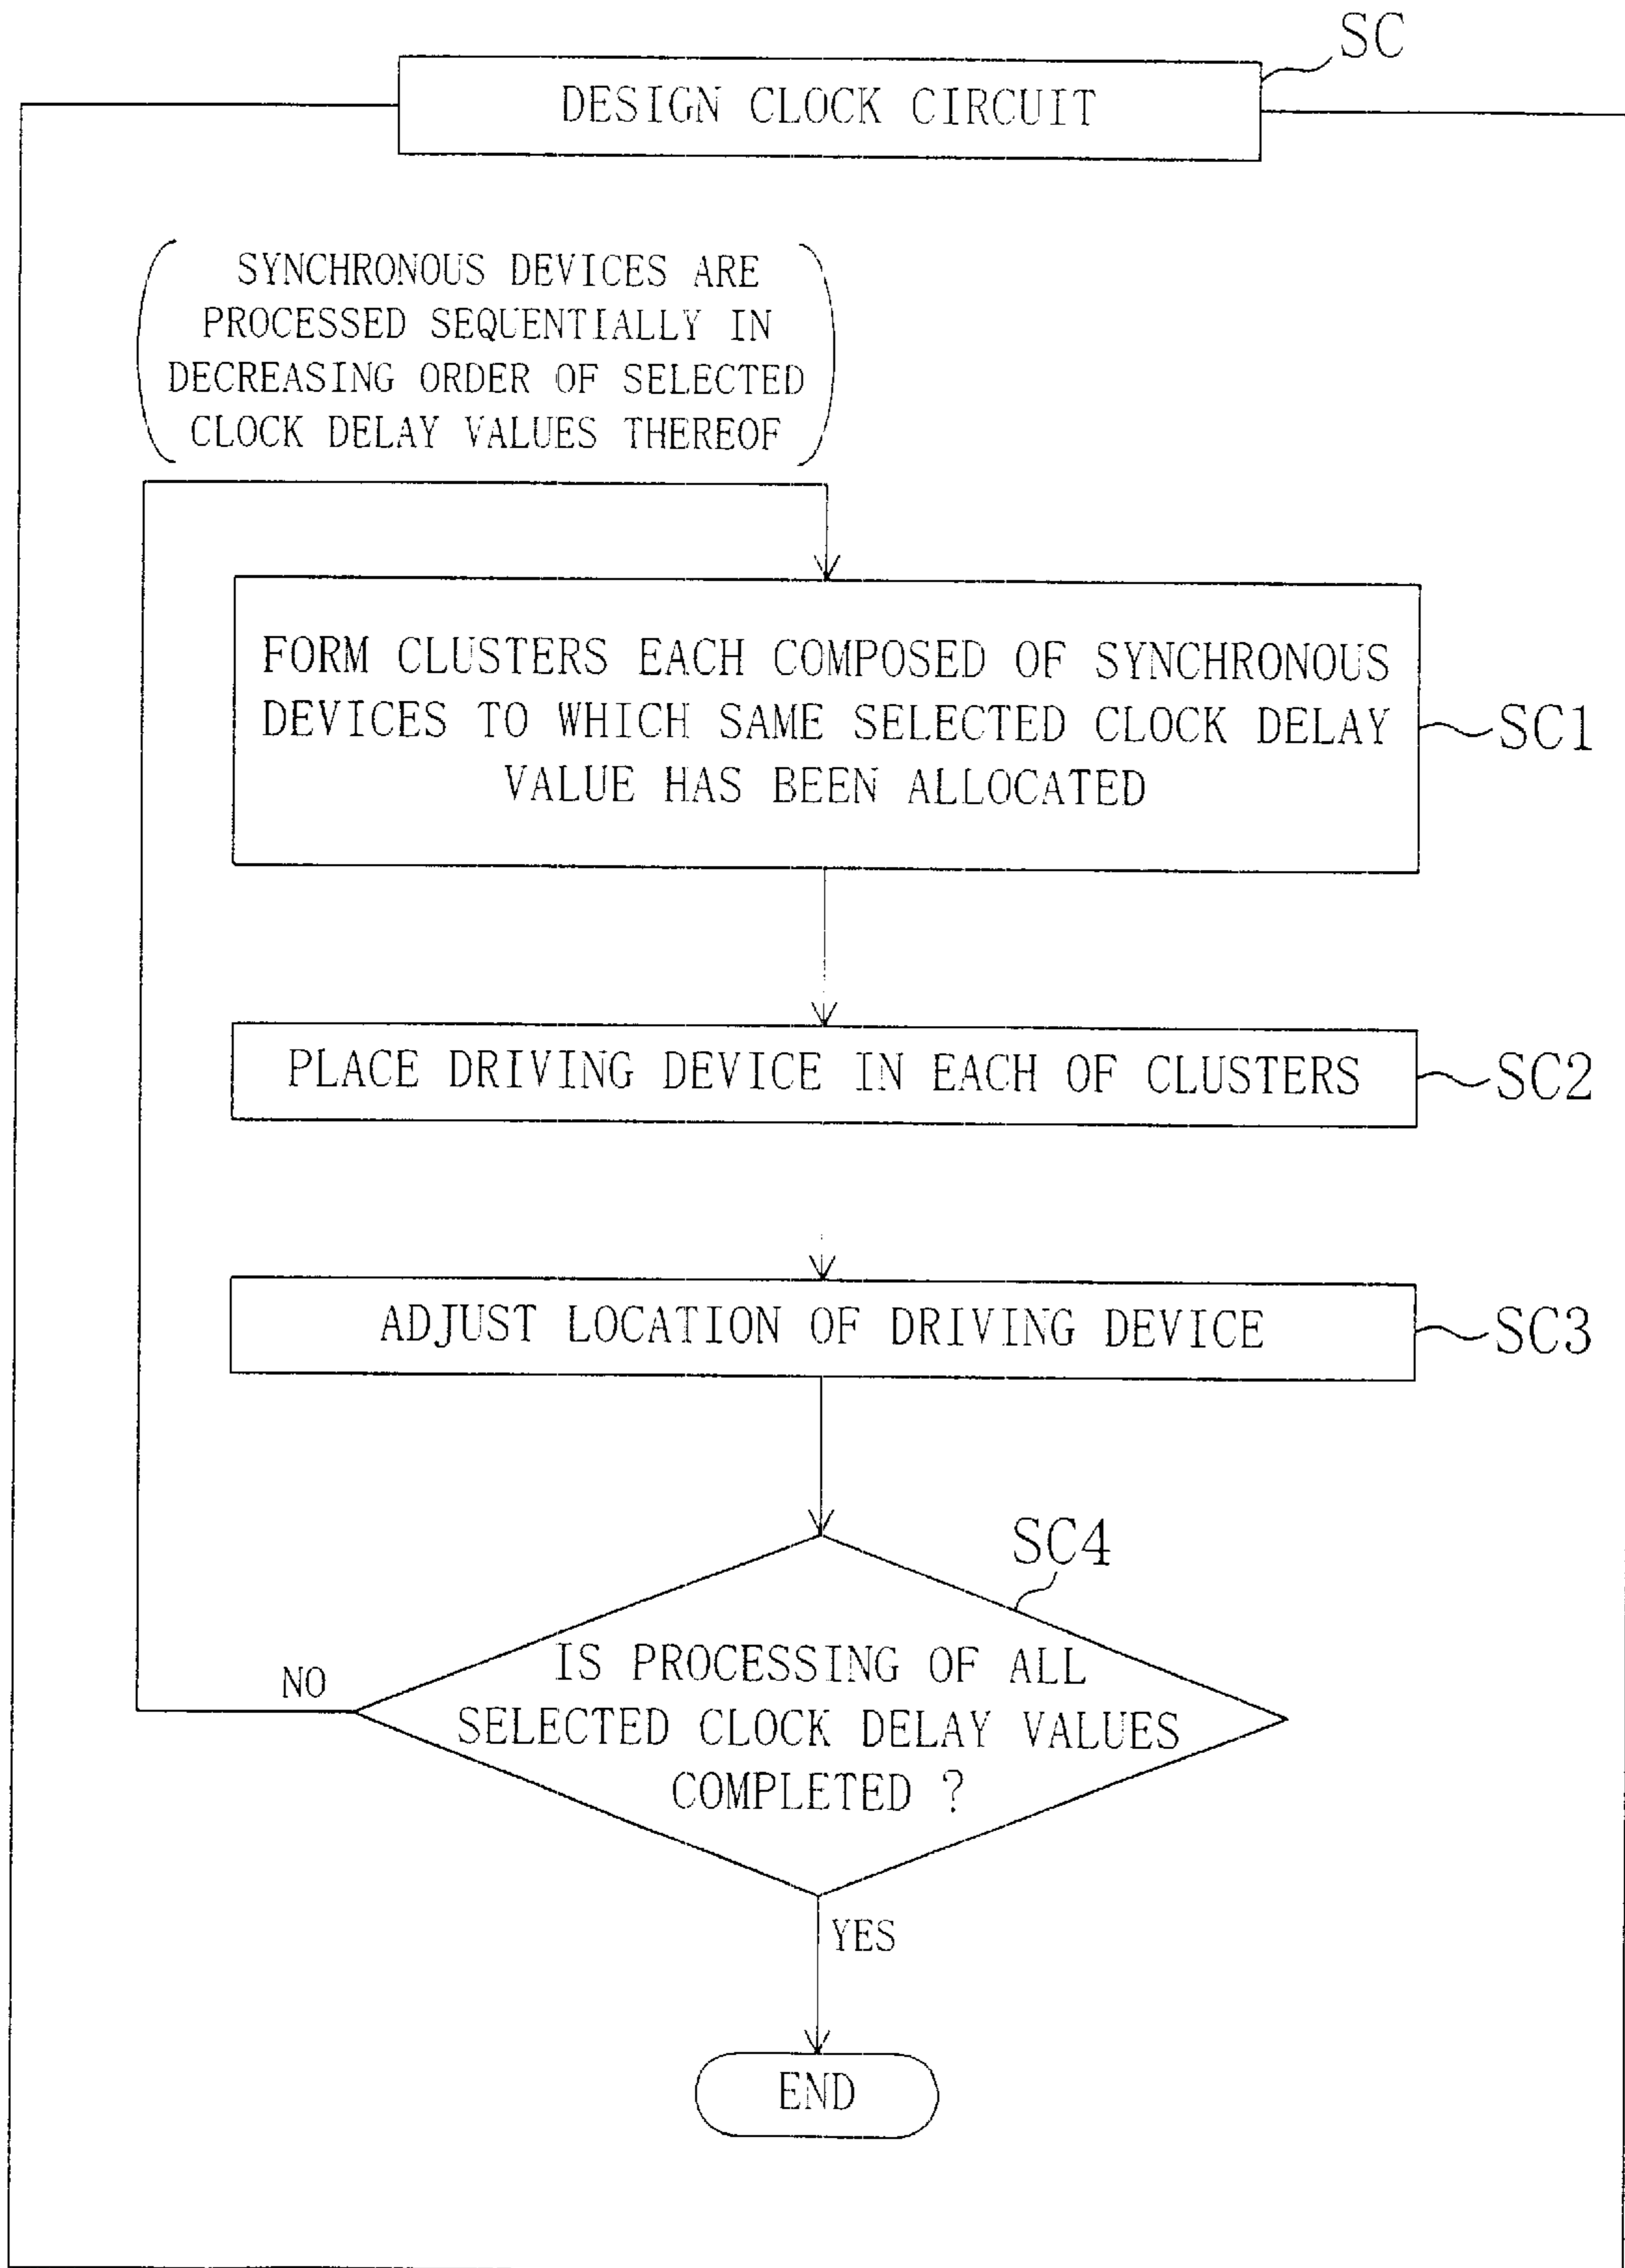 SC
DESIGN CLOCK CIRCUIT
SYNCHRONOUS DEVICES ARE
PROCESSED SEQUENTIALLY IN
DECREASING ORDER OF SELECTED
CLOCK DELAY VALUES THEREOF
FORM CLUSTERS EACH COMPOSED OF SYNCHRONOUS
DEVICES TO WHICH SAME SELECTED CLOCK DELAY
VALUE HAS BEEN ALLOCATED
SC1
PLACE DRIVING DEVICE IN EACH OF CLUSTERS
SC2
ADJUST LOCATION OF DRIVING DEVICE
SC3
SC4
IS PROCESSING OF ALL
SELECTED CLOCK DELAY VALUES
COMPLETED ?
NO
YES
END